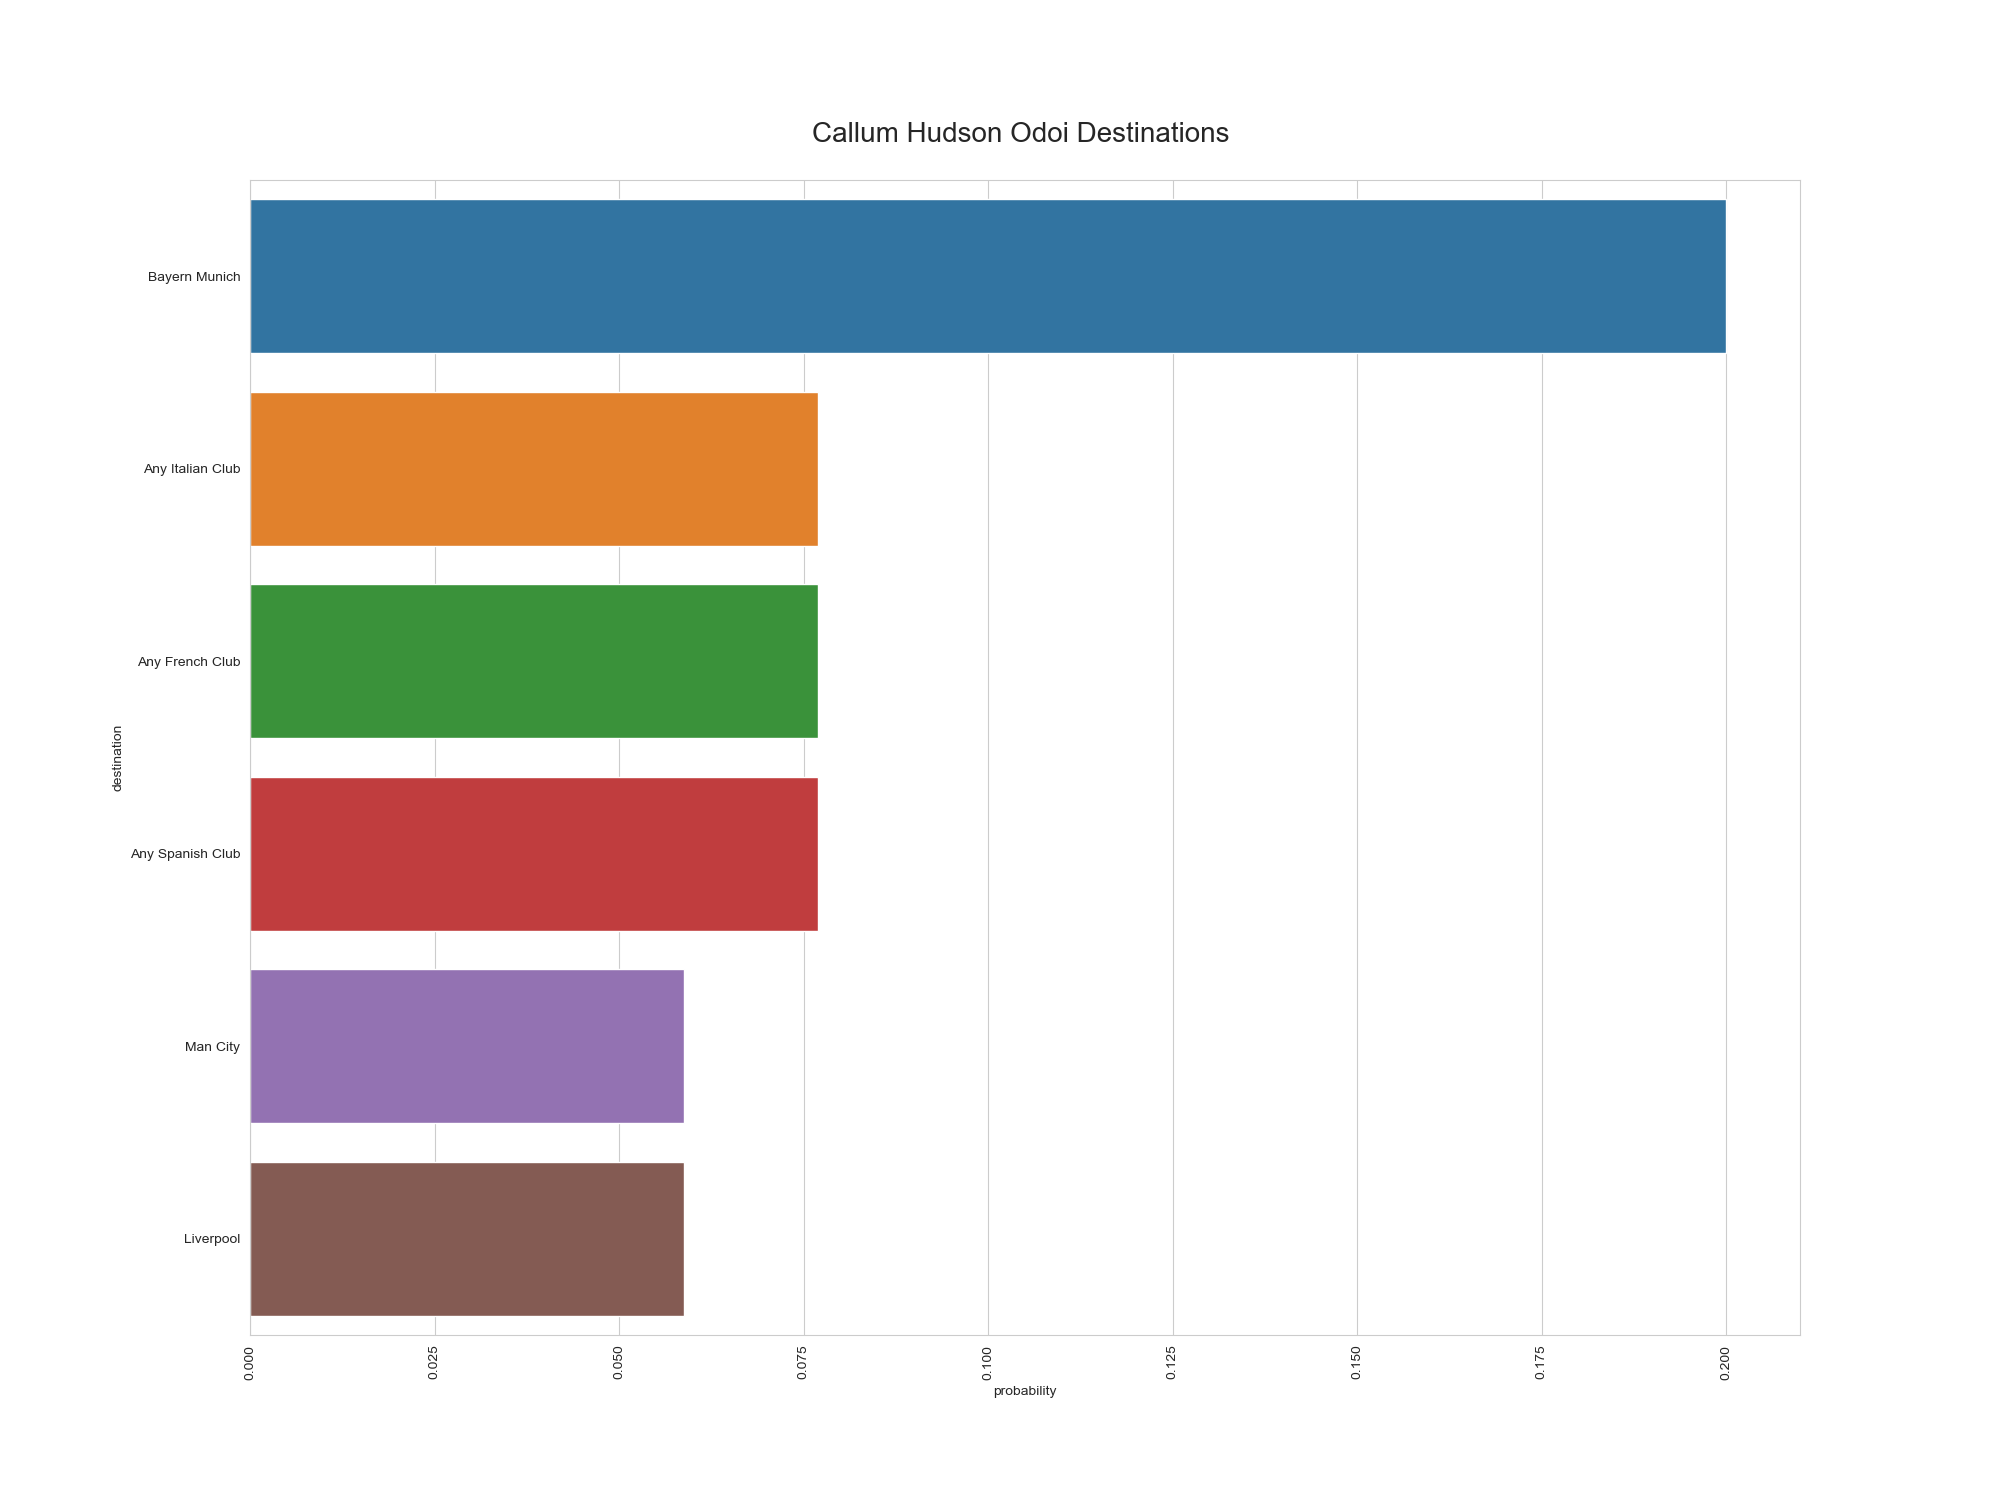 Callum Hudson Odoi Destinations
destination
Bayern Munich
Any Italian Club
Any French Club
Any Spanish Club
Man City
Liverpool
0.000
0.025
0.050
0.075
0.100
0.125
0.150
0.175
0.200
probability